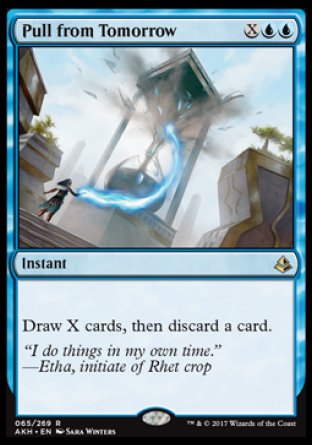 Pull from Tomorrow X
Instant
Draw X cards, then discard a card.
“I do things in my own time.”
—Etha, initiate of Rhet crop
065/269 R
AKH • EN SARA WINTERS
™ & © 2017 Wizards of the Coast